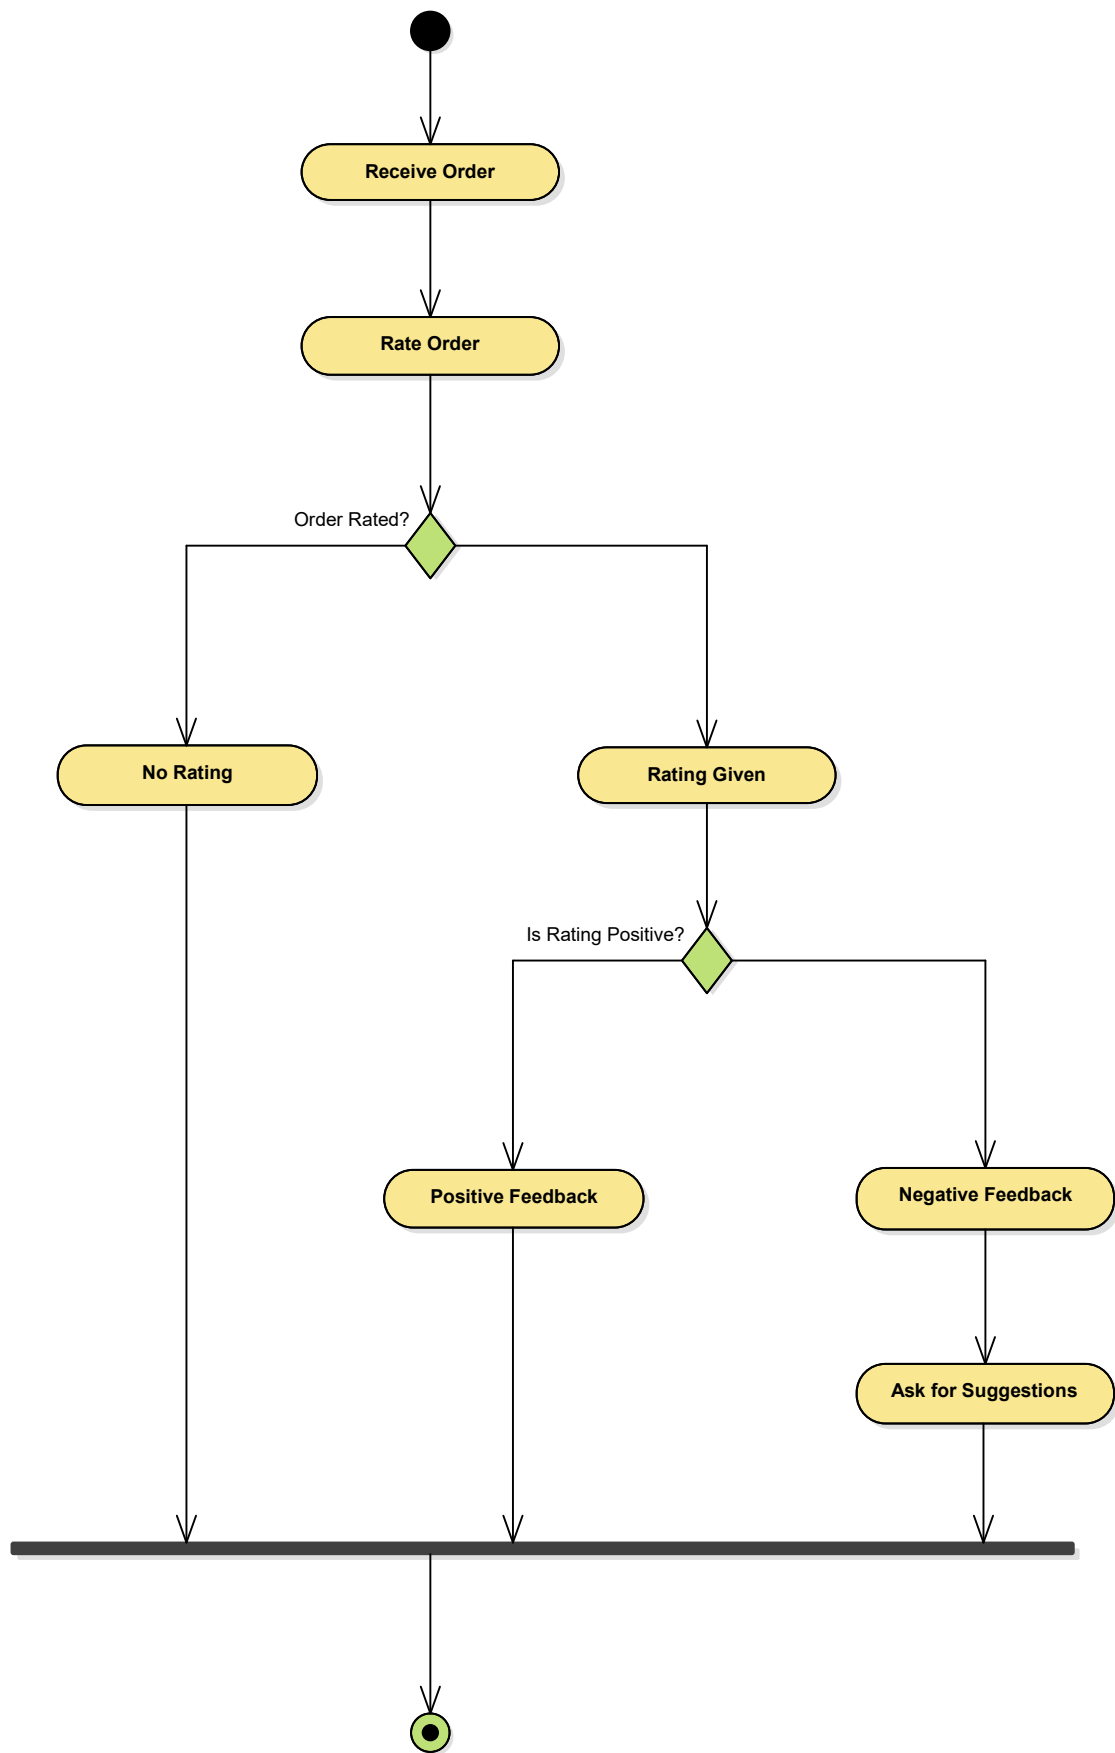 Receive Order
Rate Order
Order Rated?
No Rating
Rating Given
Is Rating Positive?
Positive Feedback
Negative Feedback
Ask for Suggestions